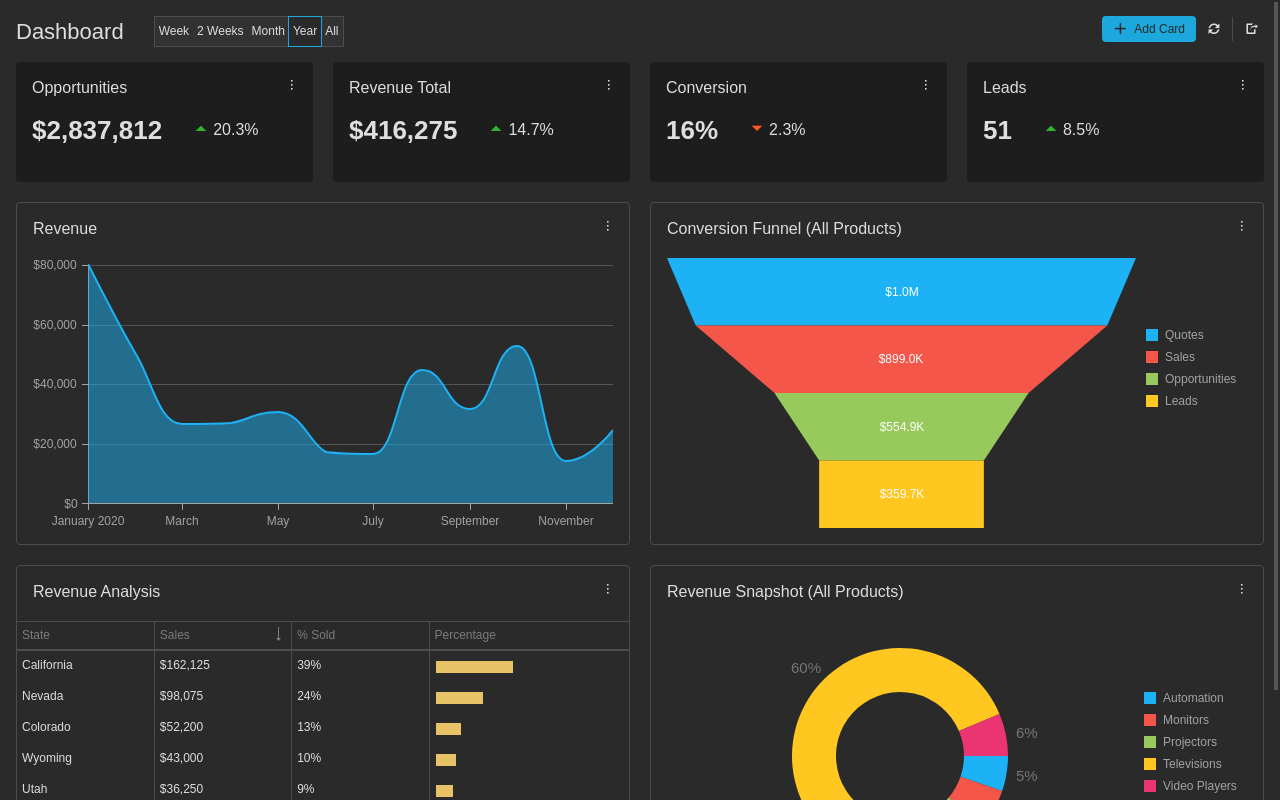 Dashboard
Week 2 Weeks Month Year All
Add Card
Opportunities
$2,837,812 20.3%
Revenue Total
$416,275 14.7%
Conversion
16% 2.3%
Leads
51 8.5%
Revenue
$80,000
$60,000
$40,000
$20,000
$0
January 2020 March May July September November
Conversion Funnel (All Products)
$1.0M
$899.0K
$554.9K
$359.7K
Quotes
Sales
Opportunities
Leads
Revenue Analysis
State Sales % Sold Percentage
California $162,125 39%
Nevada $98,075 24%
Colorado $52,200 13%
Wyoming $43,000 10%
Utah $36,250 9%
Revenue Snapshot (All Products)
60%
6%
5%
Automation
Monitors
Projectors
Televisions
Video Players